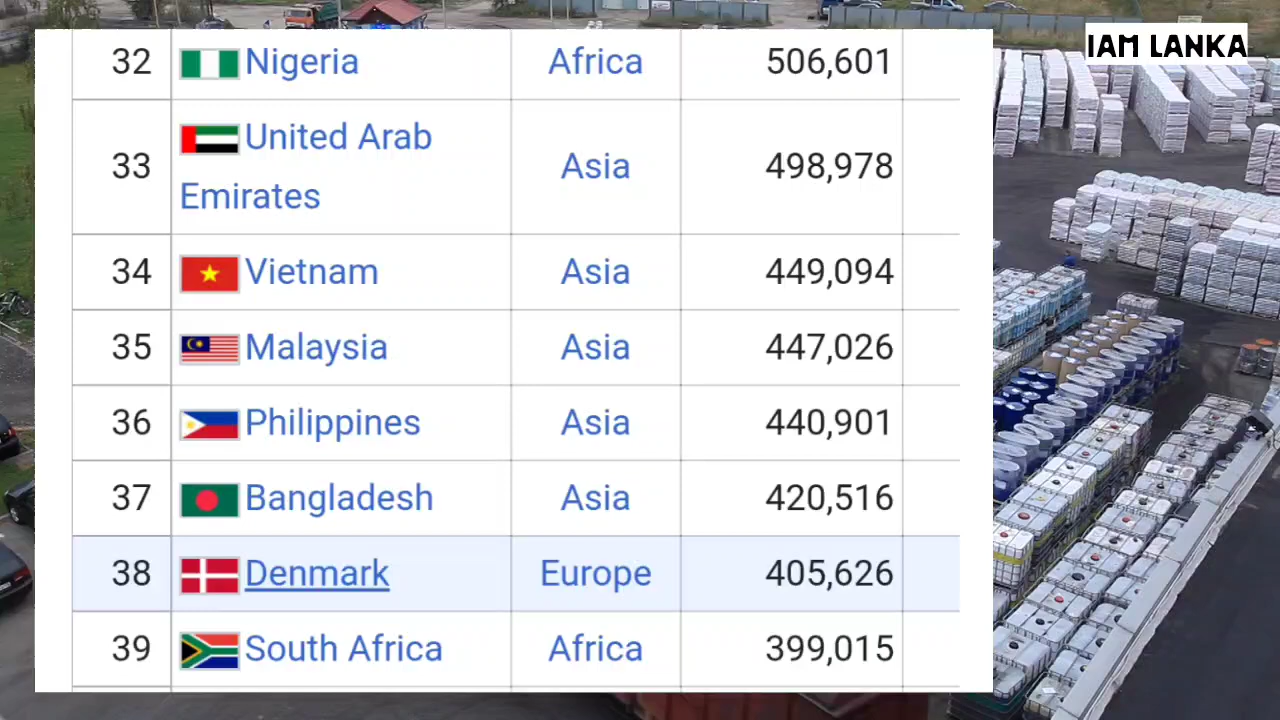 IAM LANKA
32 Nigeria Africa 506,601
33 United Arab Emirates Asia 498,978
34 Vietnam Asia 449,094
35 Malaysia Asia 447,026
36 Philippines Asia 440,901
37 Bangladesh Asia 420,516
38 Denmark Europe 405,626
39 South Africa Africa 399,015